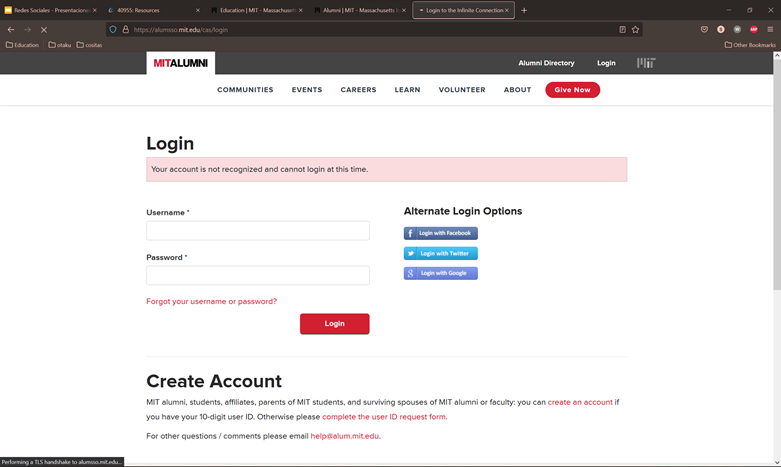 Redes Sociales - Presentacione
40955: Resources
Education | MIT - Massachusetts
Alumni | MIT - Massachusetts In
Login to the Infinite Connection
https://alumsso.mit.edu/cas/login
Education
otaku
cositas
Other Bookmarks
MITALUMNI
Alumni Directory
Login
MIT
COMMUNITIES
EVENTS
CAREERS
LEARN
VOLUNTEER
ABOUT
Give Now
Login
Your account is not recognized and cannot login at this time.
Username *
Password *
Forgot your username or password?
Login
Alternate Login Options
Login with Facebook
Login with Twitter
Login with Google
Create Account
MIT alumni, students, affiliates, parents of MIT students, and surviving spouses of MIT alumni or faculty: you can create an account if
you have your 10-digit user ID. Otherwise please complete the user ID request form.
For other questions / comments please email help@alum.mit.edu.
Performing a TLS handshake to alumsso.mit.edu...